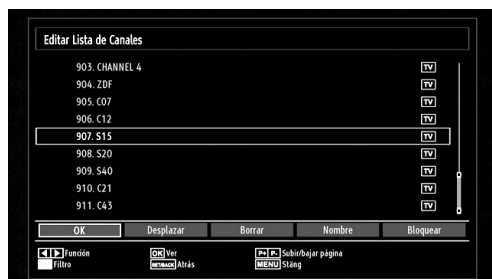 Editar Lista de Canales
903. CHANNEL 4 TV
904. ZDF TV
905. C07 TV
906. C12 TV
907. S15 TV
908. S20 TV
909. S40 TV
910. C21 TV
911. C43 TV
OK Desplazar Borrar Nombre Bloquear
Función OK Ver P+ P- Subir/bajar página
Filtro RET/BACK Atrás MENU Stäng